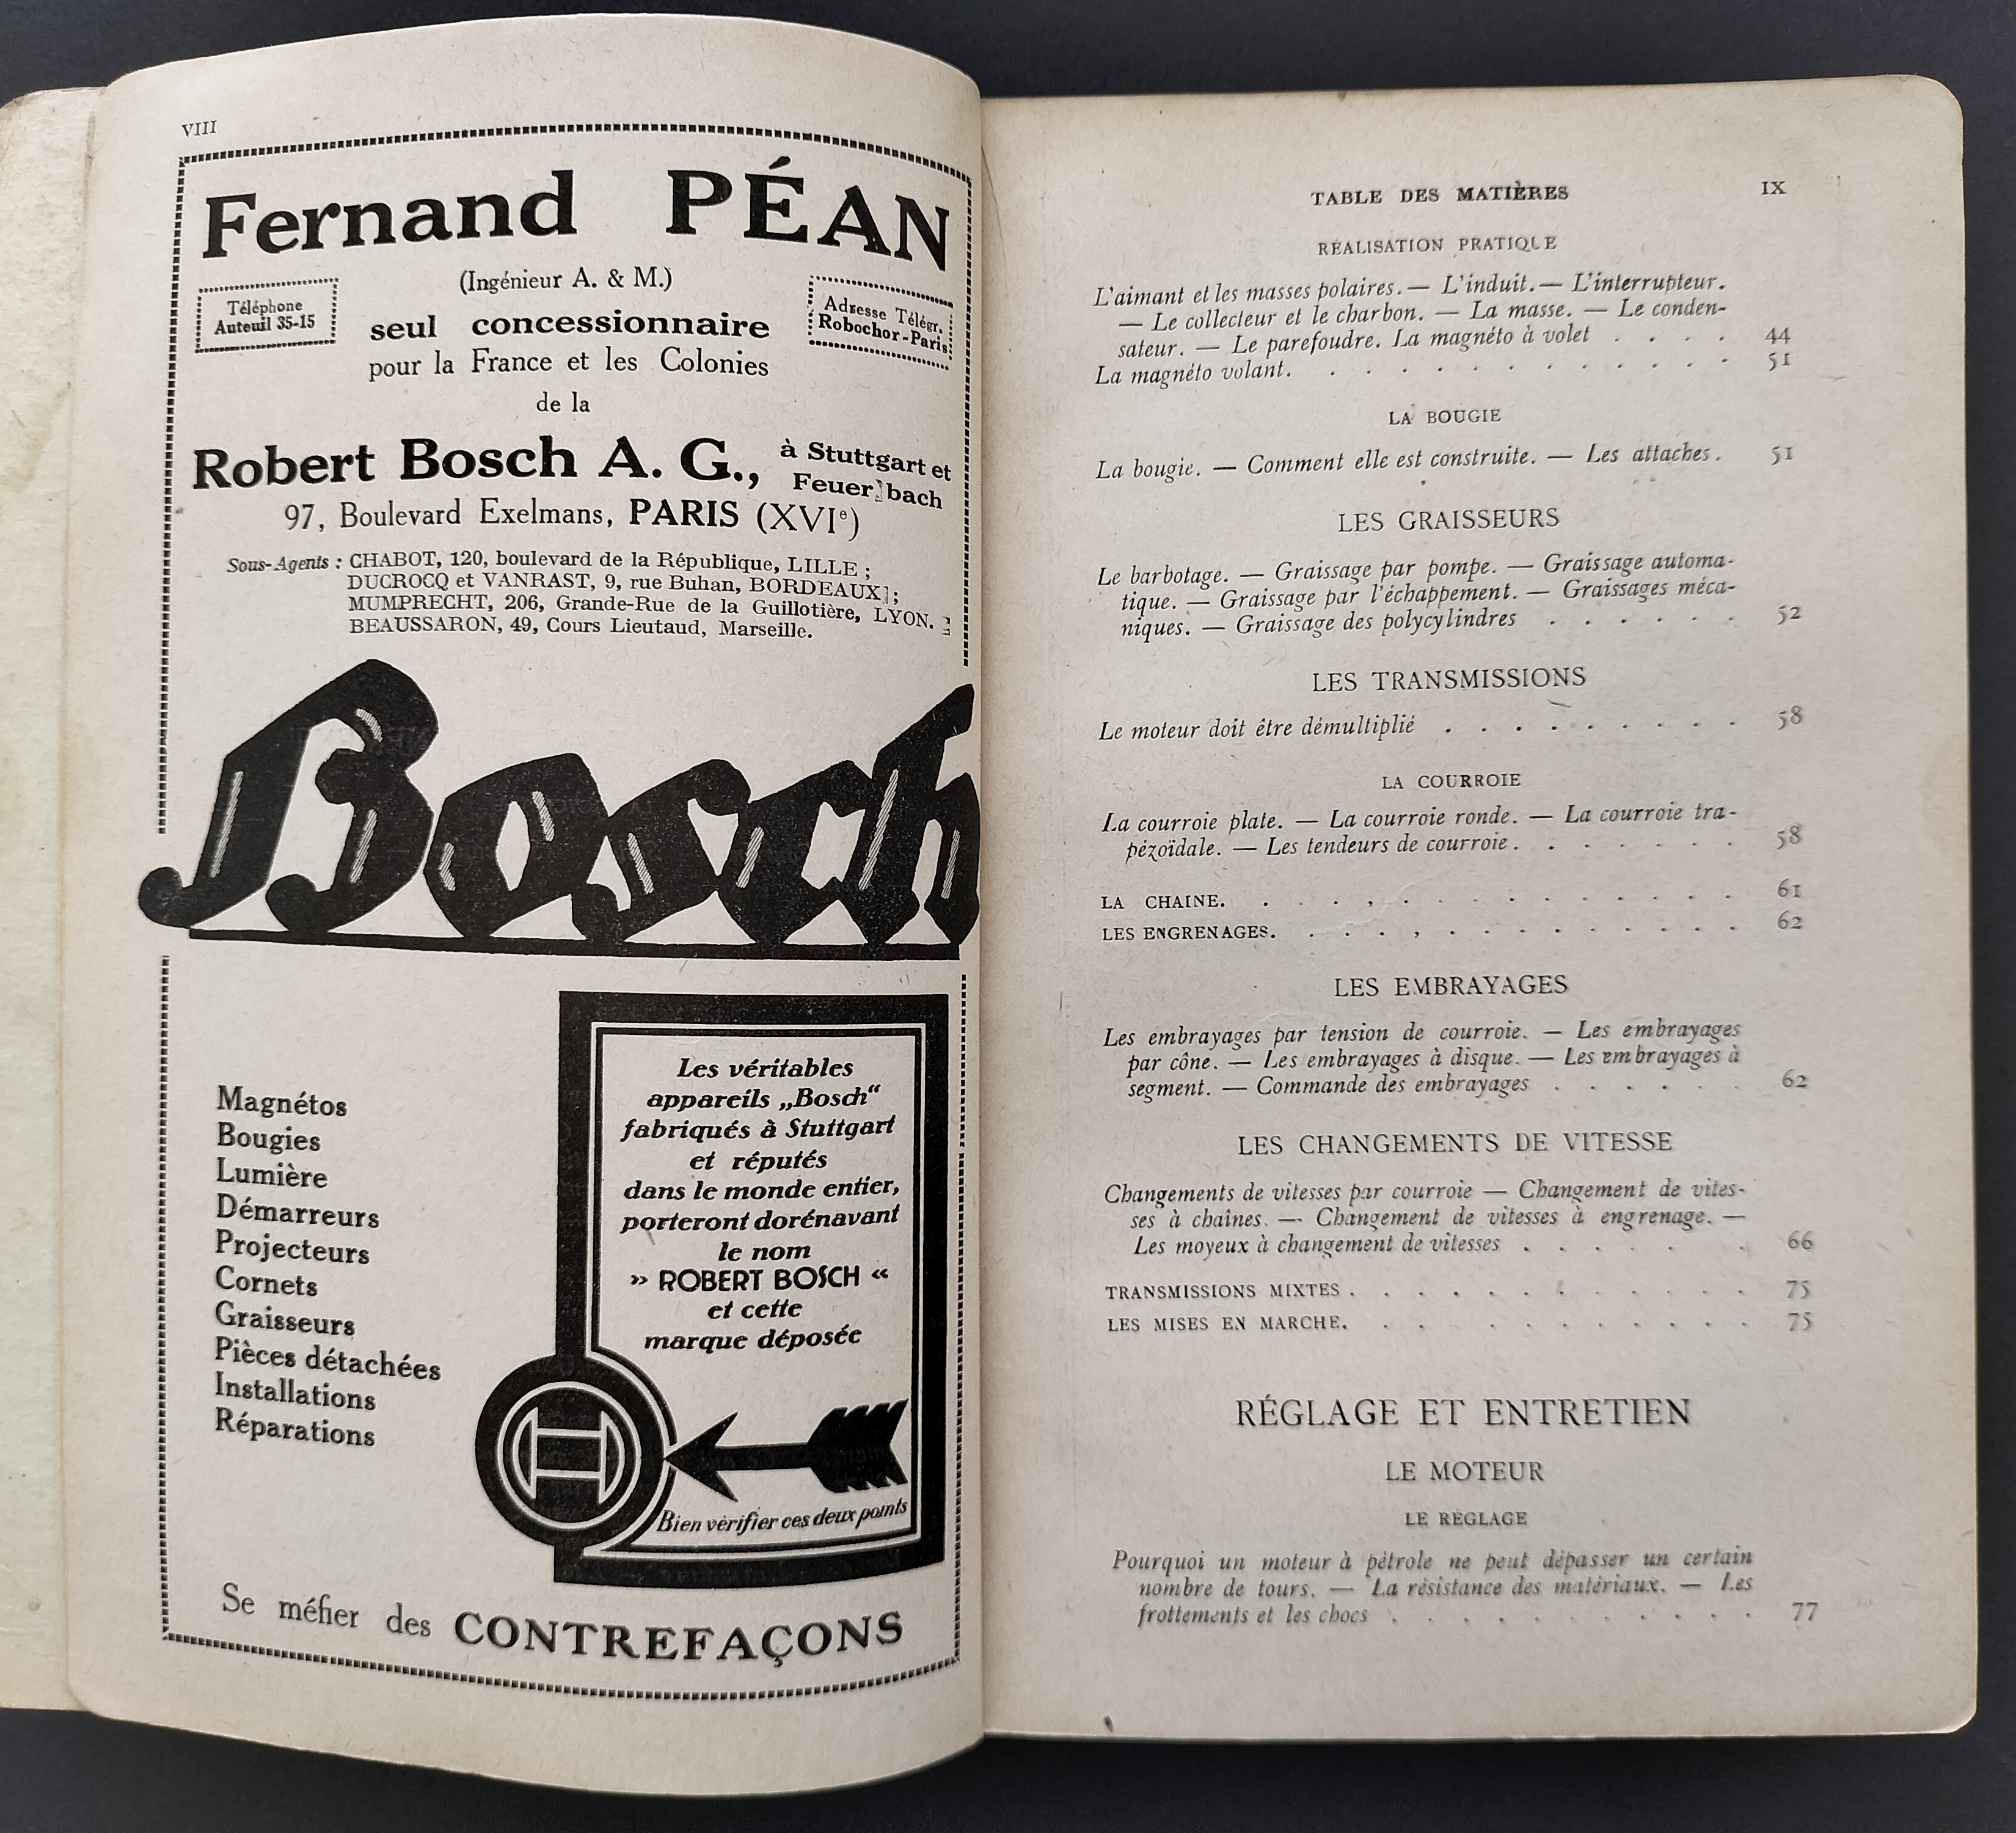 VIII
Fernand PÉAN
(Ingénieur A. & M.)
Téléphone
Auteuil 35-15
seul concessionnaire
pour la France et les Colonies
Adresse Télégr.
Robochor-Paris
de la
Robert Bosch A. G., à Stuttgart et
Feuerbach
97, Boulevard Exelmans, PARIS (XVIe)
Sous-Agents : CHABOT, 120, boulevard de la République, LILLE ;
DUCROCQ et VANRAST, 9, rue Buhan, BORDEAUX ;
MUMPRECHT, 206, Grande-Rue de la Guillotière, LYON.
BEAUSSARON, 49, Cours Lieutaud, Marseille.
Bosch
Magnétos
Bougies
Lumière
Démarreurs
Projecteurs
Cornets
Graisseurs
Pièces détachées
Installations
Réparations
Les véritables
appareils „Bosch“
fabriqués à Stuttgart
et réputés
dans le monde entier,
porteront dorénavant
le nom
» ROBERT BOSCH «
et cette
marque déposée
Bien vérifier ces deux points
Se méfier des CONTREFAÇONS
TABLE DES MATIÈRES IX
RÉALISATION PRATIQUE
L'aimant et les masses polaires. — L'induit. — L'interrupteur.
— Le collecteur et le charbon. — La masse. — Le conden-
sateur. — Le parefoudre. La magnéto à volet . . . . 44
La magnéto volant. . . . . . . . . . . . 51
LA BOUGIE
La bougie. — Comment elle est construite. — Les attaches. 51
LES GRAISSEURS
Le barbotage. — Graissage par pompe. — Graissage automa-
tique. — Graissage par l'échappement. — Graissages méca-
niques. — Graissage des polycylindres . . . . . . 52
LES TRANSMISSIONS
Le moteur doit être démultiplié . . . . . . . . . 58
LA COURROIE
La courroie plate. — La courroie ronde. — La courroie tra-
pézoïdale. — Les tendeurs de courroie. . . . . . . 58
LA CHAINE. . . . . . . . . . . . . . 61
LES ENGRENAGES. . . . . . . . . . . . . 62
LES EMBRAYAGES
Les embrayages par tension de courroie. — Les embrayages
par cône. — Les embrayages à disque. — Les embrayages à
segment. — Commande des embrayages . . . . . . 62
LES CHANGEMENTS DE VITESSE
Changements de vitesses par courroie — Changement de vites-
ses à chaînes. — Changement de vitesses à engrenage. —
Les moyeux à changement de vitesses . . . . . . 66
TRANSMISSIONS MIXTES . . . . . . . . . . . . 75
LES MISES EN MARCHE. . . . . . . . . . . . 75
RÉGLAGE ET ENTRETIEN
LE MOTEUR
LE RÉGLAGE
Pourquoi un moteur à pétrole ne peut dépasser un certain
nombre de tours. — La résistance des matériaux. — Les
frottements et les chocs . . . . . . . . . . . 77